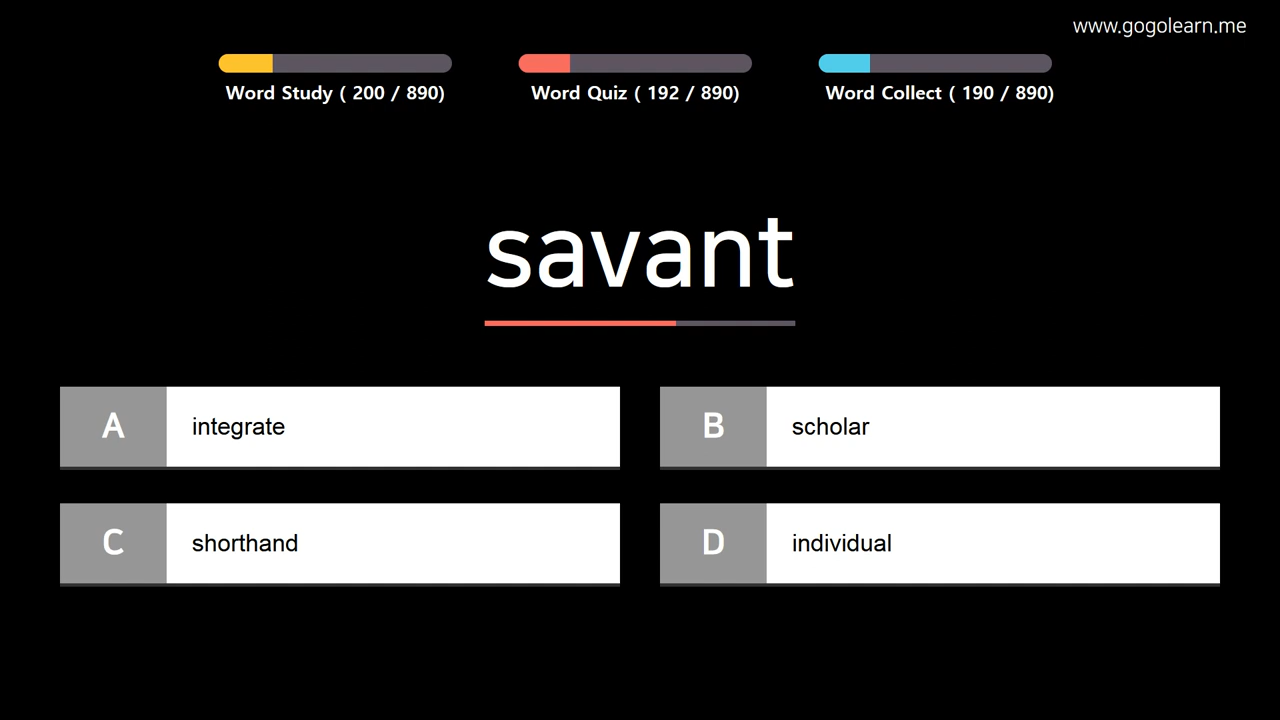 www.gogolearn.me
Word Study ( 200 / 890)
Word Quiz ( 192 / 890)
Word Collect ( 190 / 890)
savant
A integrate
B scholar
C shorthand
D individual